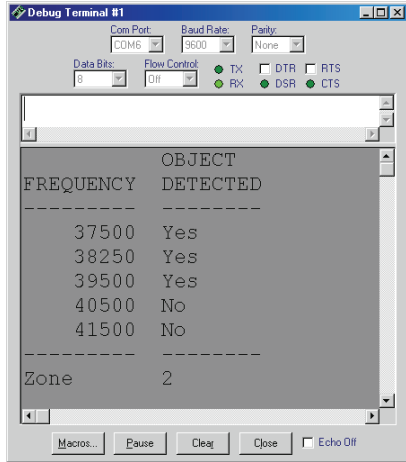 Debug Terminal #1
Com Port: Baud Rate: Parity:
COM6 9600 None
Data Bits: Flow Control: TX DTR RTS
8 Off RX DSR CTS
OBJECT
FREQUENCY DETECTED
--------- --------
37500 Yes
38250 Yes
39500 Yes
40500 No
41500 No
--------- --------
Zone 2
Macros... Pause Clear Close Echo Off